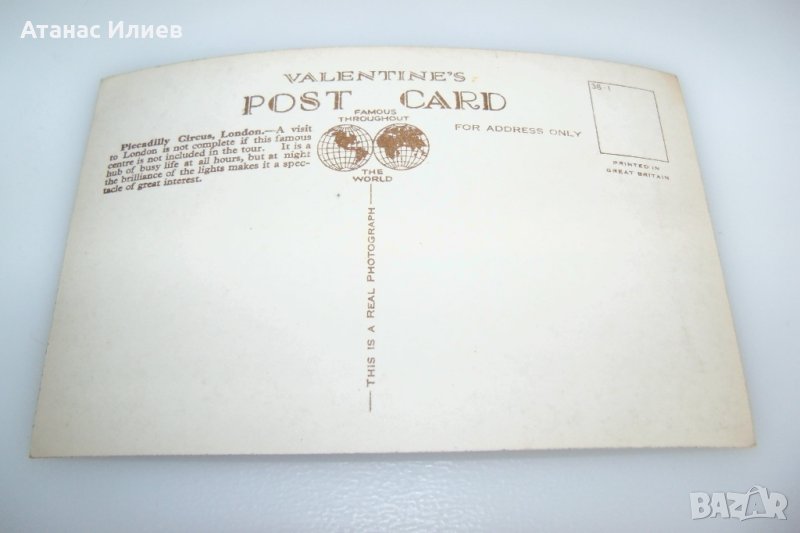 Атанас Илиев
VALENTINE'S
POST CARD
FAMOUS
THROUGHOUT
THE
WORLD
FOR ADDRESS ONLY
38-1
PRINTED IN
GREAT BRITAIN
Piccadilly Circus, London.—A visit
to London is not complete if this famous
centre is not included in the tour. It is a
hub of busy life at all hours, but at night
the brilliance of the lights makes it a spec-
tacle of great interest.
THIS IS A REAL PHOTOGRAPH
BAZAR